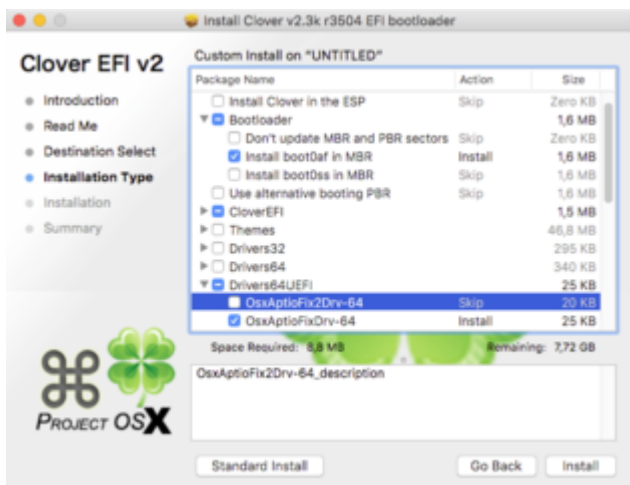 Install Clover v2.3k r3504 EFI bootloader
Clover EFI v2
Introduction
Read Me
Destination Select
Installation Type
Installation
Summary
PROJECT OSX
Custom Install on "UNTITLED"
Package Name Action Size
Install Clover in the ESP Skip Zero KB
Bootloader 1,6 MB
Don't update MBR and PBR sectors Skip Zero KB
Install boot0af in MBR Install 1,6 MB
Install boot0ss in MBR Skip 1,6 MB
Use alternative booting PBR Skip 1,6 MB
CloverEFI 1,5 MB
Themes 46,8 MB
Drivers32 295 KB
Drivers64 340 KB
Drivers64UEFI 25 KB
OsxAptioFix2Drv-64 Skip 20 KB
OsxAptioFixDrv-64 Install 25 KB
Space Required: 8,8 MB Remaining: 7,72 GB
OsxAptioFix2Drv-64_description
Standard Install Go Back Install